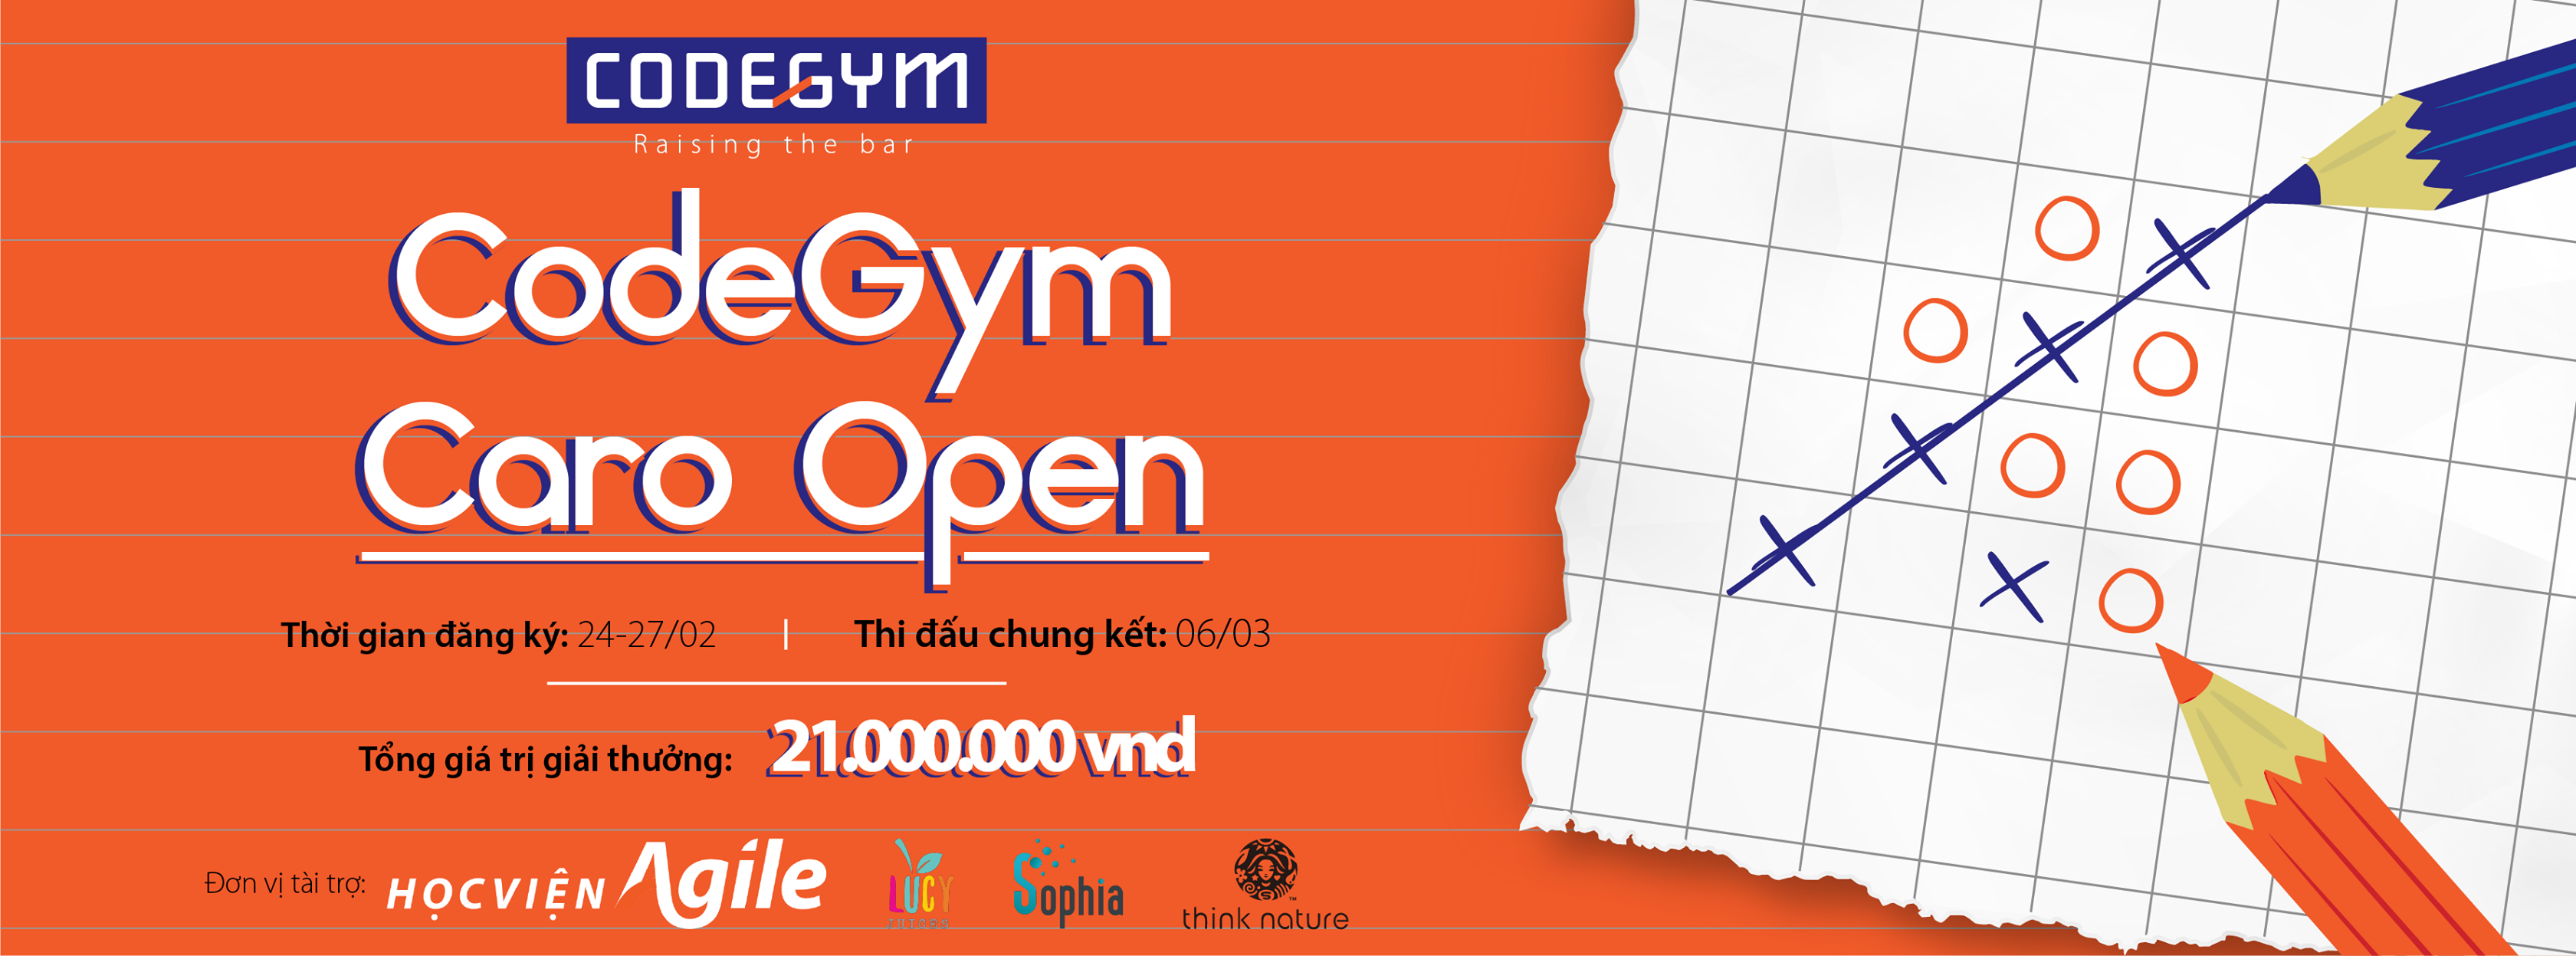 CODEGYM
Raising the bar
CodeGym
Caro Open
Thời gian đăng ký: 24-27/02 | Thi đấu chung kết: 06/03
Tổng giá trị giải thưởng: 21.000.000 vnd
Đơn vị tài trợ: HỌC VIỆN Agile LUCY Sophia think nature